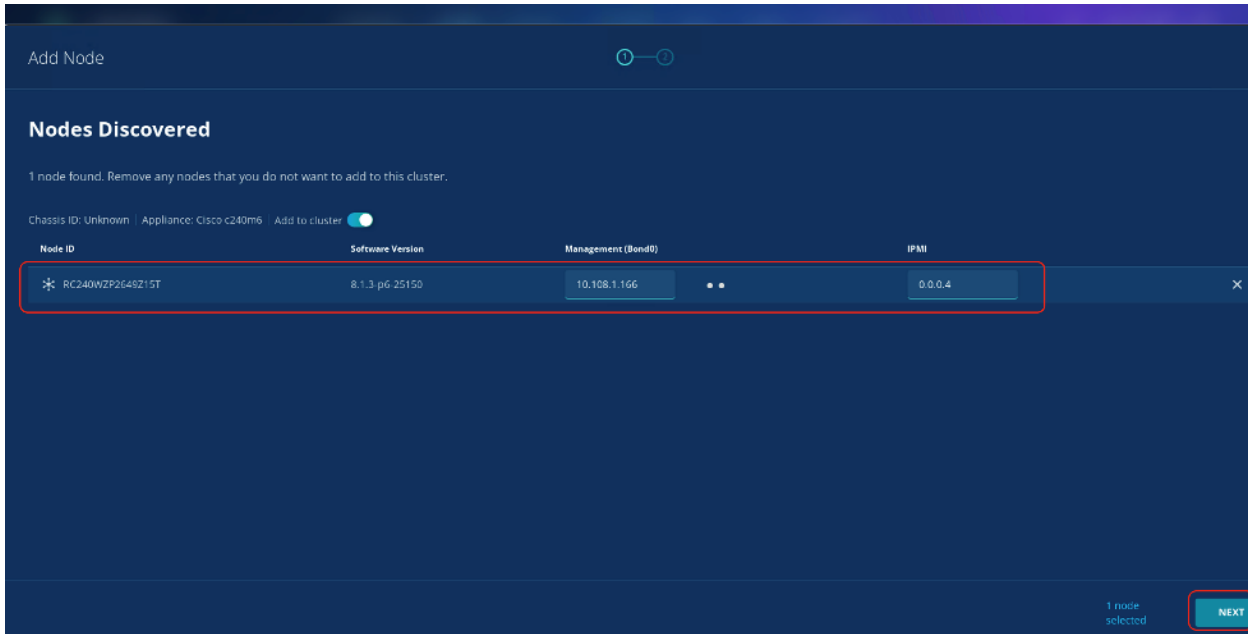 Add Node
1
2
Nodes Discovered
1 node found. Remove any nodes that you do not want to add to this cluster.
Chassis ID: Unknown | Appliance: Cisco c240m6 | Add to cluster
Node ID Software Version Management (Bond0) IPMI
RC240WZP2649Z15T 8.1.3-p6-25150 10.108.1.166 0.0.0.4
1 node
selected
NEXT